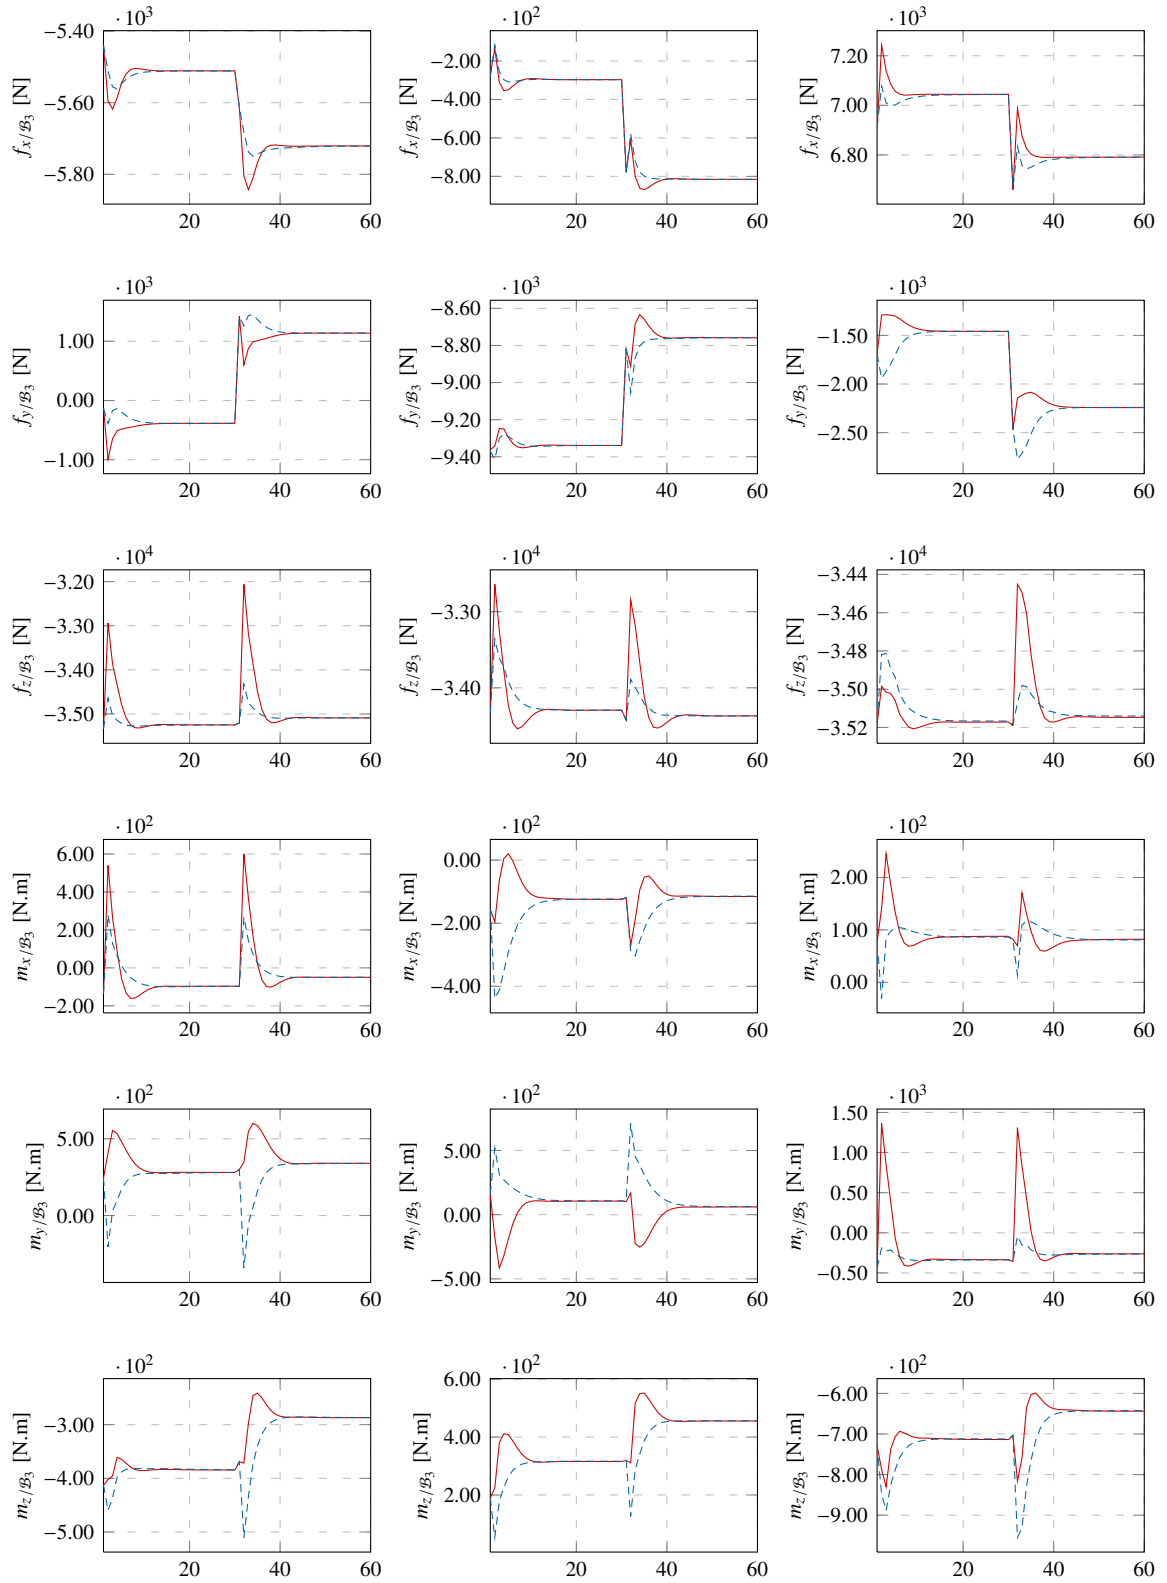 · 10³
−5.40
−5.60
−5.80
20 40 60
f_{x/ℬ₃} [N]
· 10²
−2.00
−4.00
−6.00
−8.00
20 40 60
f_{x/ℬ₃} [N]
· 10³
7.20
7.00
6.80
20 40 60
f_{x/ℬ₃} [N]
· 10³
1.00
0.00
−1.00
20 40 60
f_{y/ℬ₃} [N]
· 10³
−8.60
−8.80
−9.00
−9.20
−9.40
20 40 60
f_{y/ℬ₃} [N]
· 10³
−1.50
−2.00
−2.50
20 40 60
f_{y/ℬ₃} [N]
· 10⁴
−3.20
−3.30
−3.40
−3.50
20 40 60
f_{z/ℬ₃} [N]
· 10⁴
−3.30
−3.40
20 40 60
f_{z/ℬ₃} [N]
· 10⁴
−3.44
−3.46
−3.48
−3.50
−3.52
20 40 60
f_{z/ℬ₃} [N]
· 10²
6.00
4.00
2.00
0.00
−2.00
20 40 60
m_{x/ℬ₃} [N.m]
· 10²
0.00
−2.00
−4.00
20 40 60
m_{x/ℬ₃} [N.m]
· 10²
2.00
1.00
0.00
20 40 60
m_{x/ℬ₃} [N.m]
· 10²
5.00
0.00
20 40 60
m_{y/ℬ₃} [N.m]
· 10²
5.00
0.00
−5.00
20 40 60
m_{y/ℬ₃} [N.m]
· 10³
1.50
1.00
0.50
0.00
−0.50
20 40 60
m_{y/ℬ₃} [N.m]
· 10²
−3.00
−4.00
−5.00
20 40 60
m_{z/ℬ₃} [N.m]
· 10²
6.00
4.00
2.00
20 40 60
m_{z/ℬ₃} [N.m]
· 10²
−6.00
−7.00
−8.00
−9.00
20 40 60
m_{z/ℬ₃} [N.m]